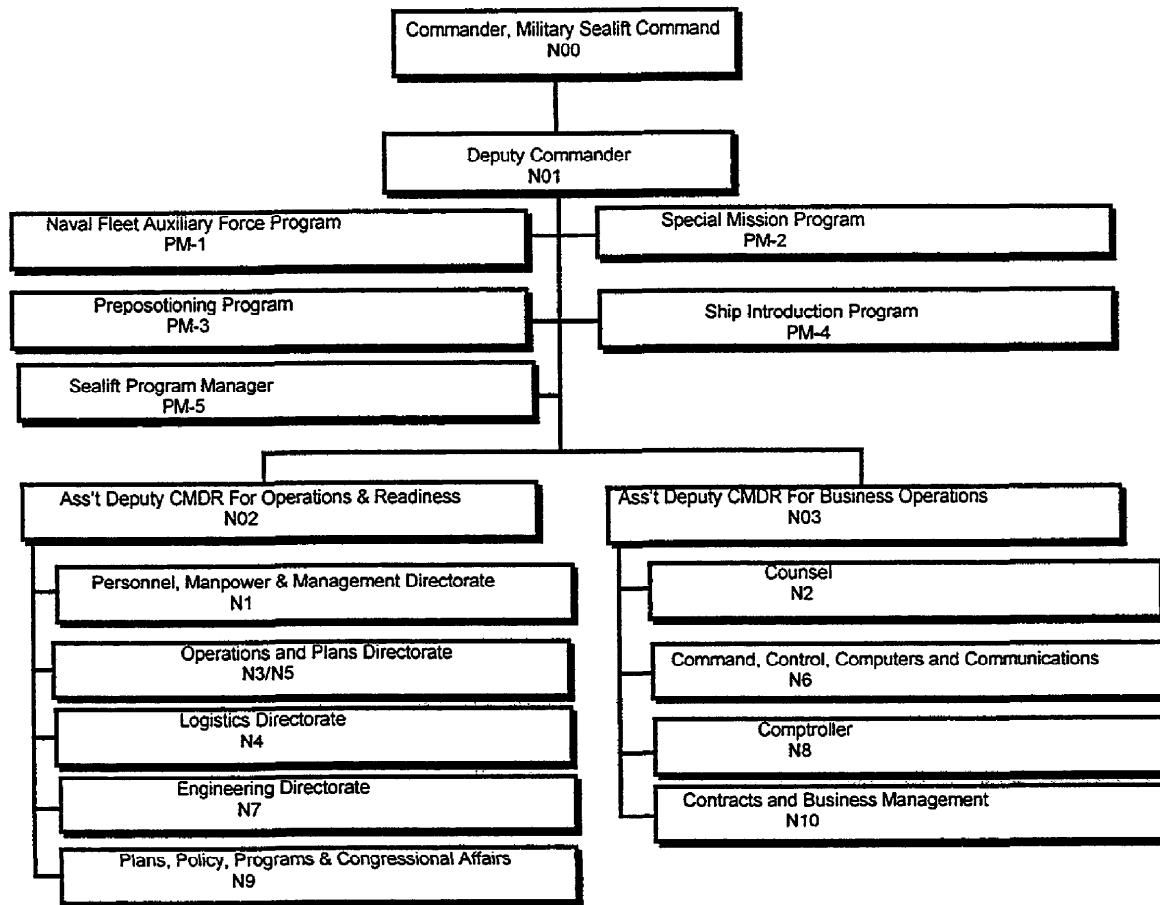 Commander, Military Sealift Command
N00
Deputy Commander
N01
Naval Fleet Auxiliary Force Program
PM-1
Special Mission Program
PM-2
Preposotioning Program
PM-3
Ship Introduction Program
PM-4
Sealift Program Manager
PM-5
Ass't Deputy CMDR For Operations & Readiness
N02
Personnel, Manpower & Management Directorate
N1
Operations and Plans Directorate
N3/N5
Logistics Directorate
N4
Engineering Directorate
N7
Plans, Policy, Programs & Congressional Affairs
N9
Ass't Deputy CMDR For Business Operations
N03
Counsel
N2
Command, Control, Computers and Communications
N6
Comptroller
N8
Contracts and Business Management
N10